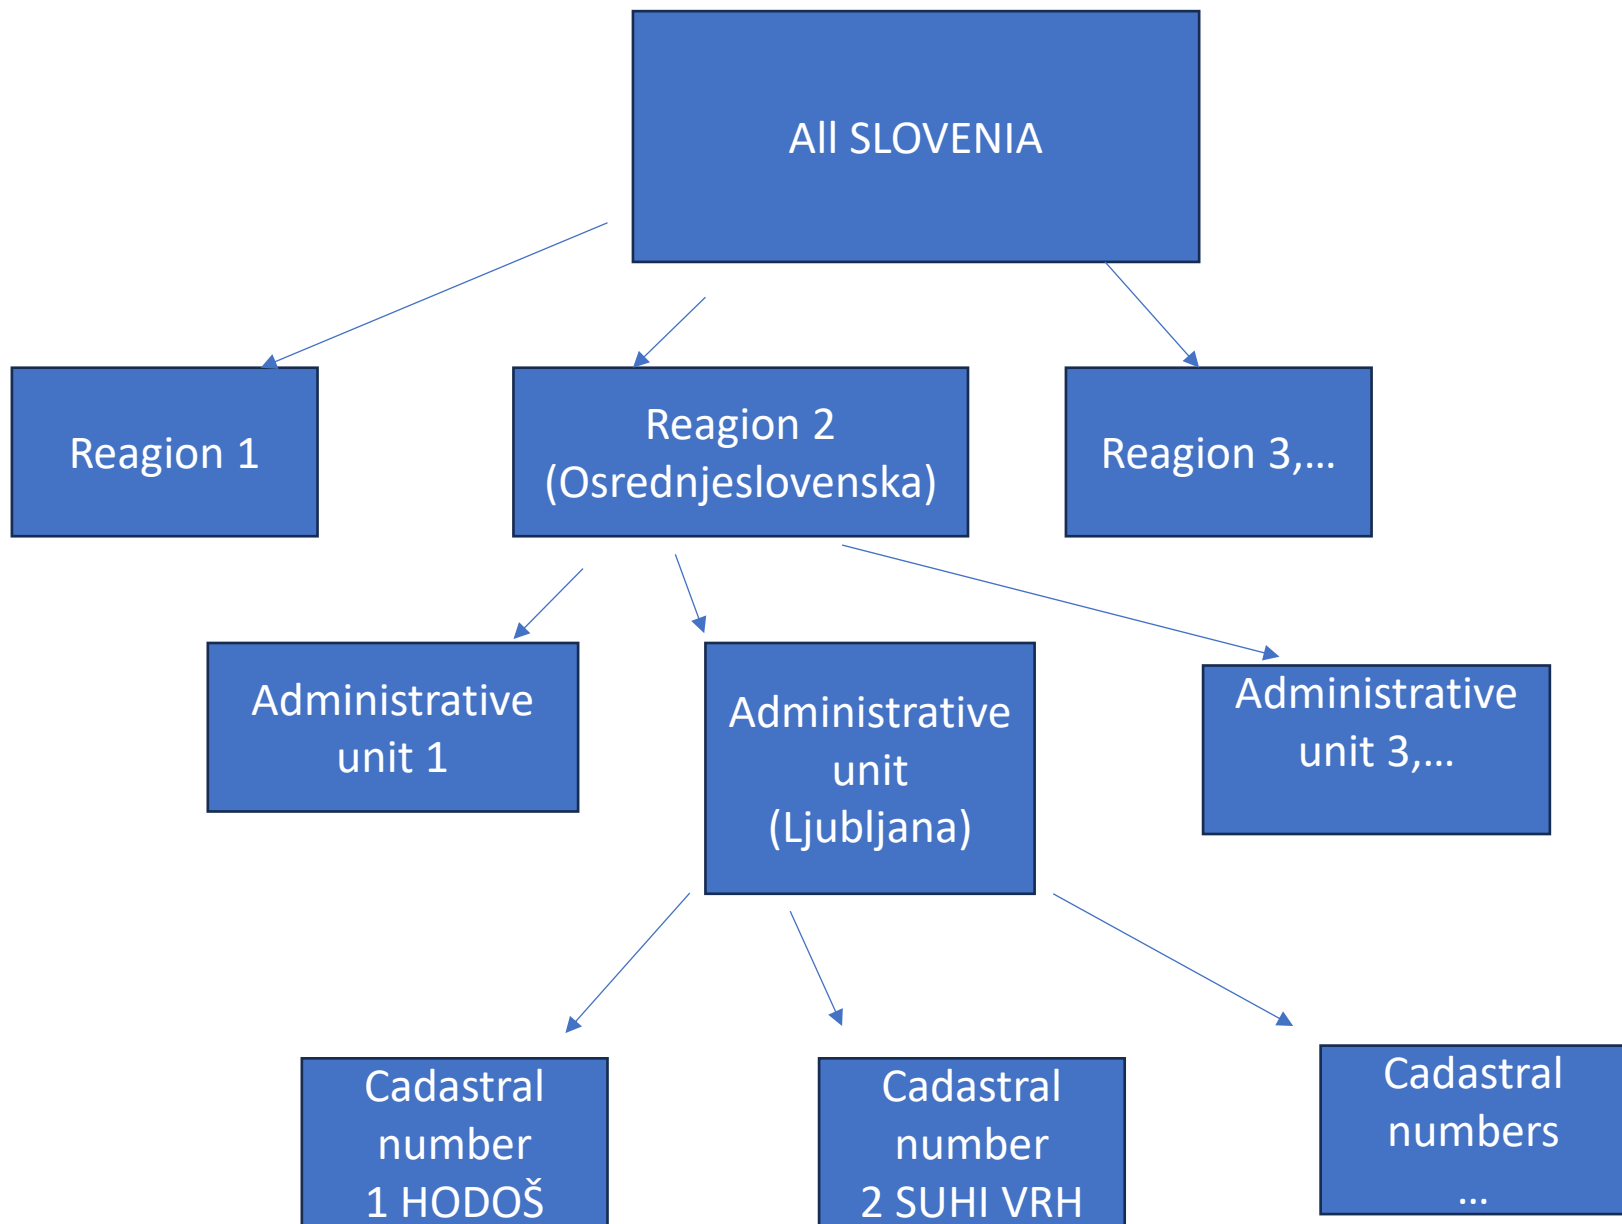 All SLOVENIA
Reagion 1
Reagion 2
(Osrednjeslovenska)
Reagion 3,...
Administrative
unit 1
Administrative
unit
(Ljubljana)
Administrative
unit 3,...
Cadastral
number
1 HODOŠ
Cadastral
number
2 SUHI VRH
Cadastral
numbers
...